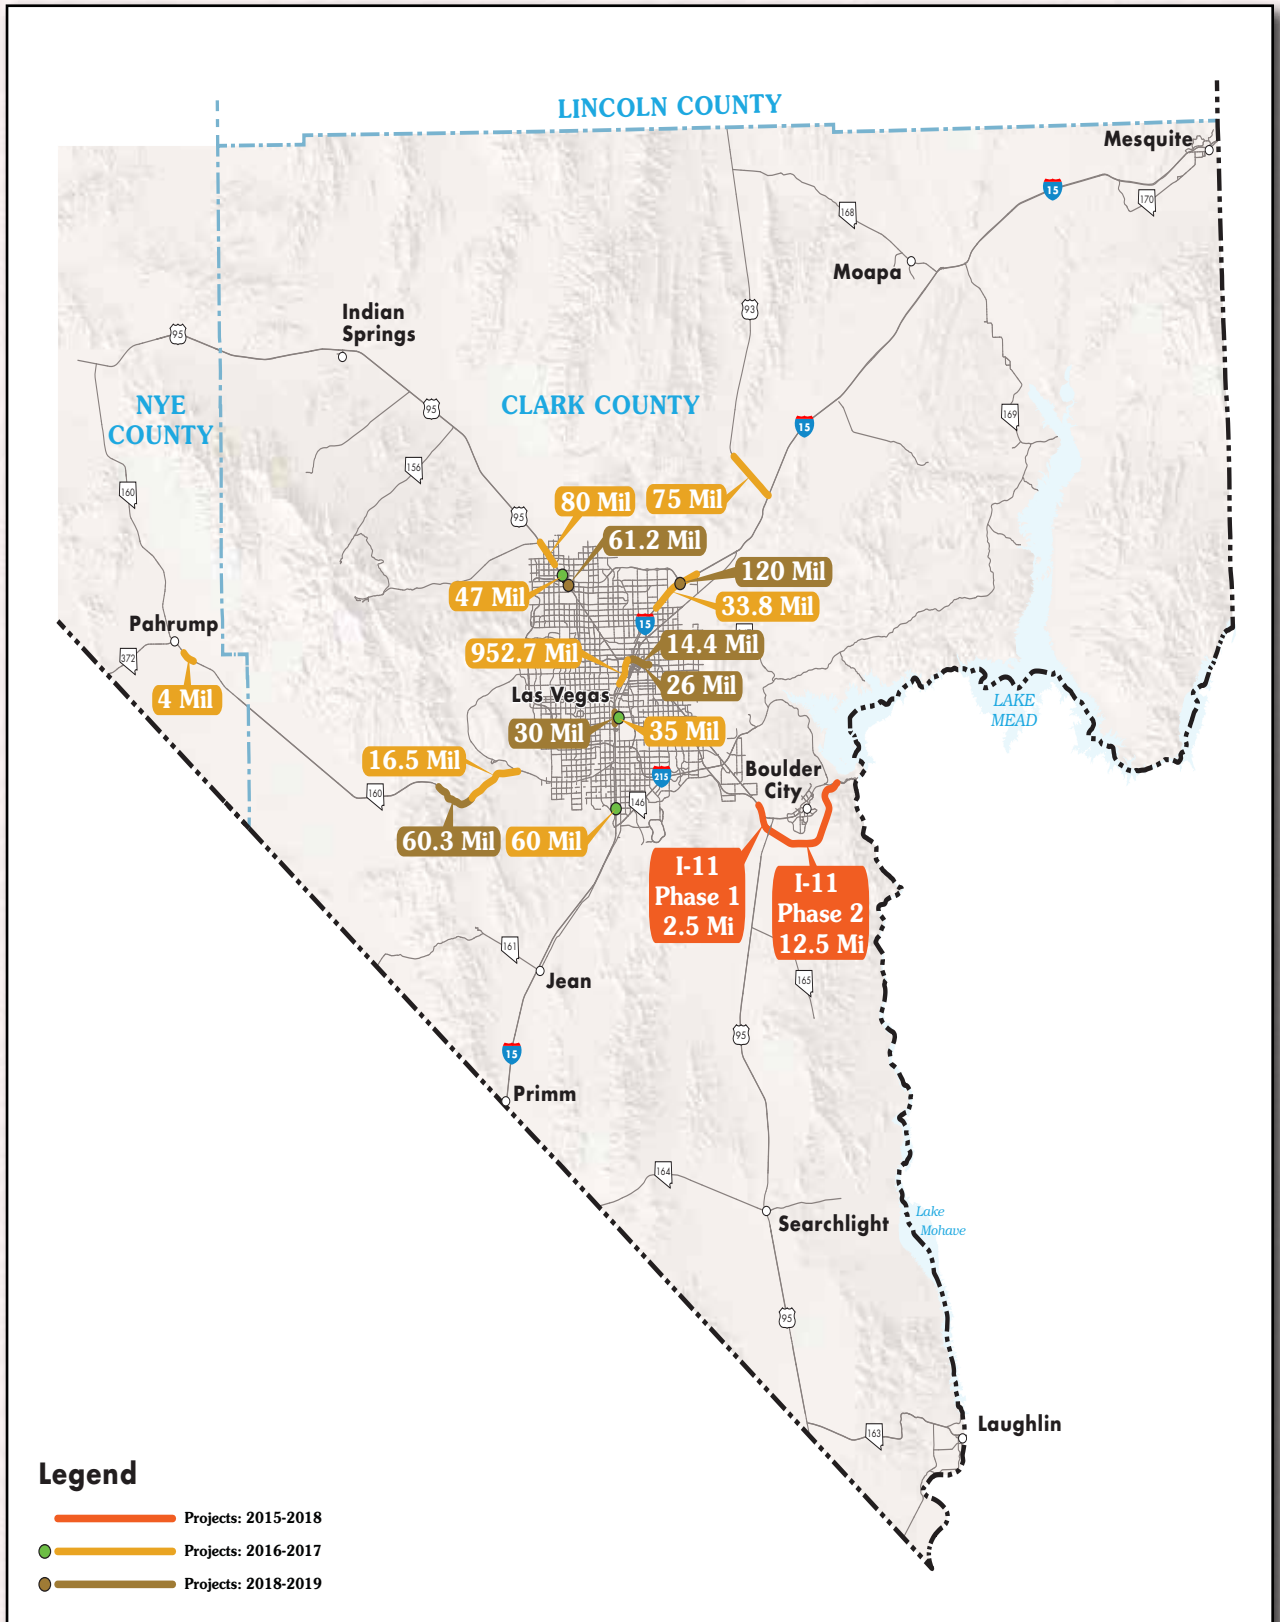 LINCOLN COUNTY
Mesquite
15
170
168
Moapa
93
Indian
Springs
95
NYE
COUNTY
CLARK COUNTY
95
169
15
156
160
80 Mil
75 Mil
95
61.2 Mil
120 Mil
47 Mil
33.8 Mil
15
Pahrump
372
14.4 Mil
952.7 Mil
26 Mil
4 Mil
Las Vegas
LAKE
MEAD
30 Mil
35 Mil
16.5 Mil
215
Boulder
City
160
146
60.3 Mil
60 Mil
I-11
Phase 1
2.5 Mi
I-11
Phase 2
12.5 Mi
161
Jean
165
95
15
Primm
164
Searchlight
Lake
Mohave
95
Laughlin
163
Legend
Projects: 2015-2018
Projects: 2016-2017
Projects: 2018-2019